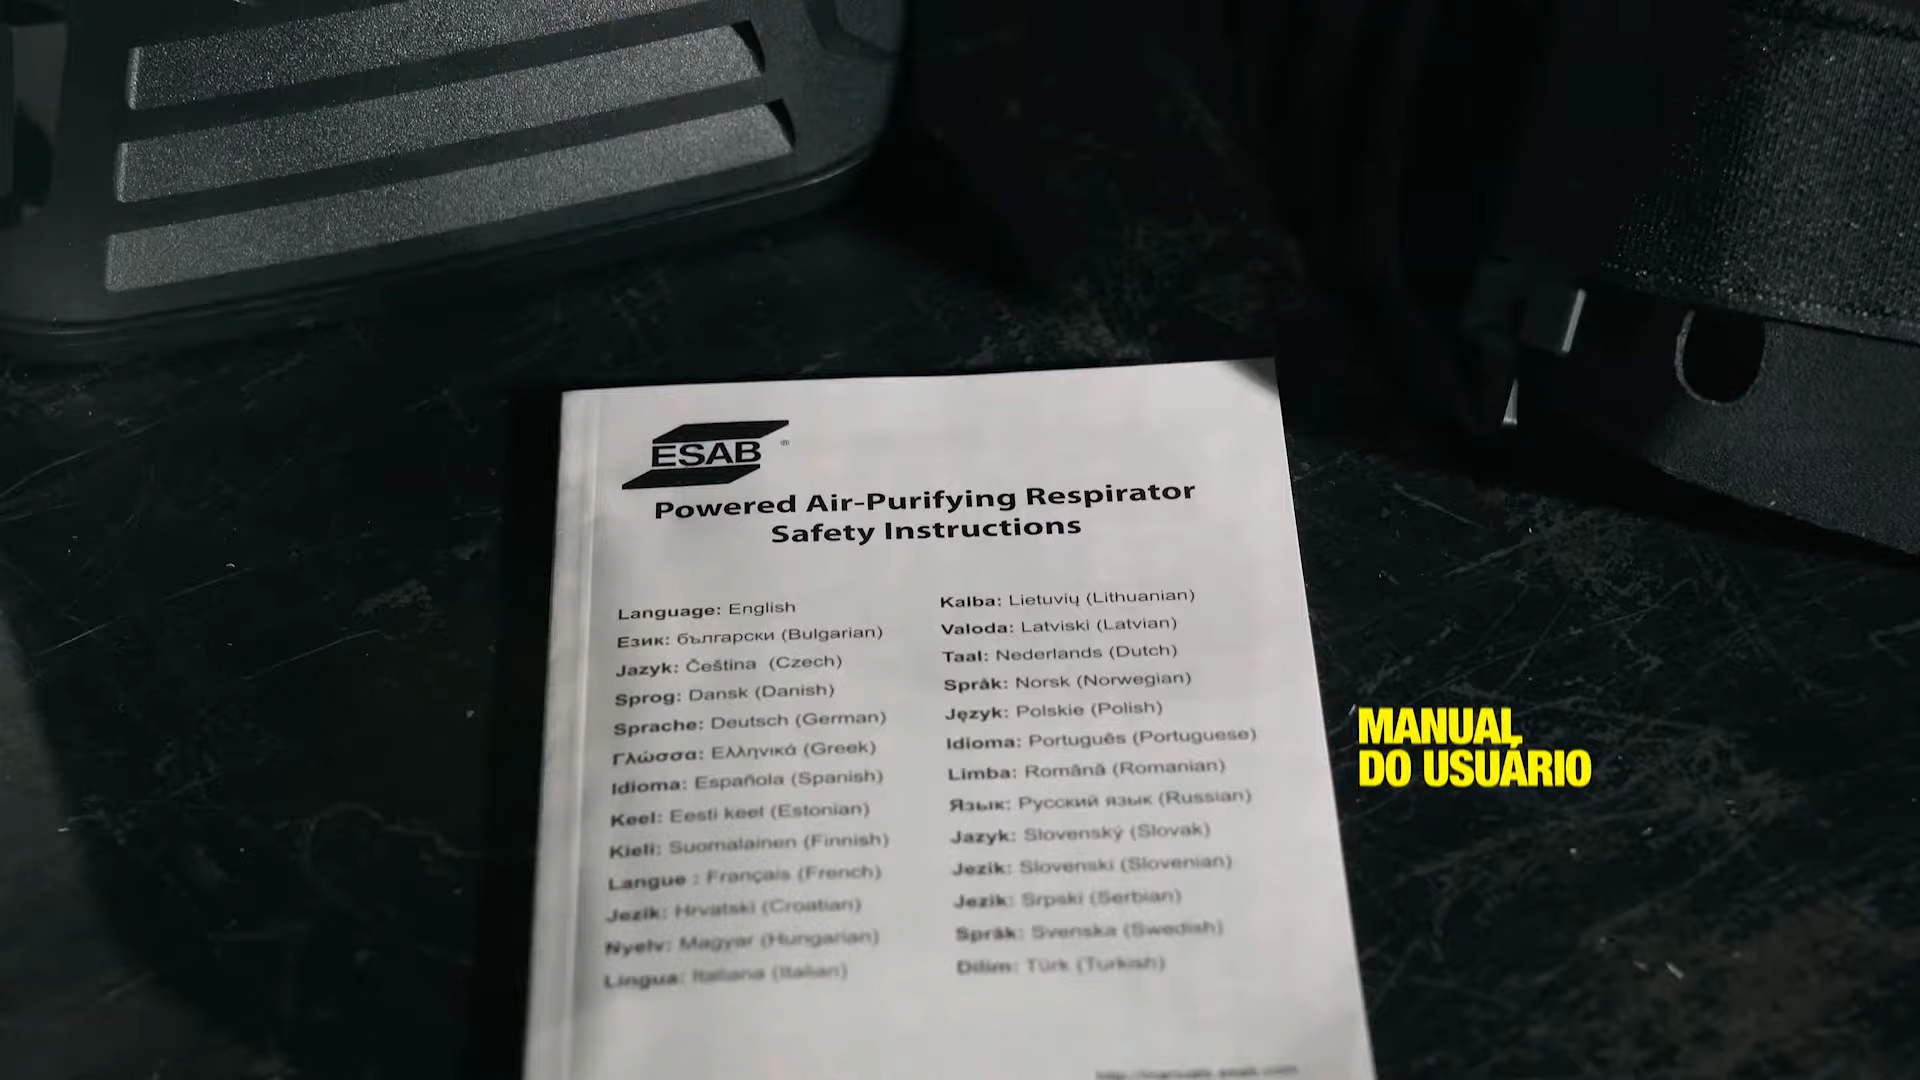 ESAB ®
Powered Air-Purifying Respirator
Safety Instructions
Language: English
Език: български (Bulgarian)
Jazyk: Čeština (Czech)
Sprog: Dansk (Danish)
Sprache: Deutsch (German)
Γλώσσα: Ελληνικά (Greek)
Idioma: Española (Spanish)
Keel: Eesti keel (Estonian)
Kieli: Suomalainen (Finnish)
Langue : Français (French)
Jezik: Hrvatski (Croatian)
Nyelv: Magyar (Hungarian)
Lingua: Italiana (Italian)
Kalba: Lietuvių (Lithuanian)
Valoda: Latviski (Latvian)
Taal: Nederlands (Dutch)
Språk: Norsk (Norwegian)
Język: Polskie (Polish)
Idioma: Português (Portuguese)
Limba: Română (Romanian)
Язык: Русский язык (Russian)
Jazyk: Slovenský (Slovak)
Jezik: Slovenski (Slovenian)
Jezik: Srpski (Serbian)
Språk: Svenska (Swedish)
Dilim: Türk (Turkish)
MANUAL
DO USUÁRIO